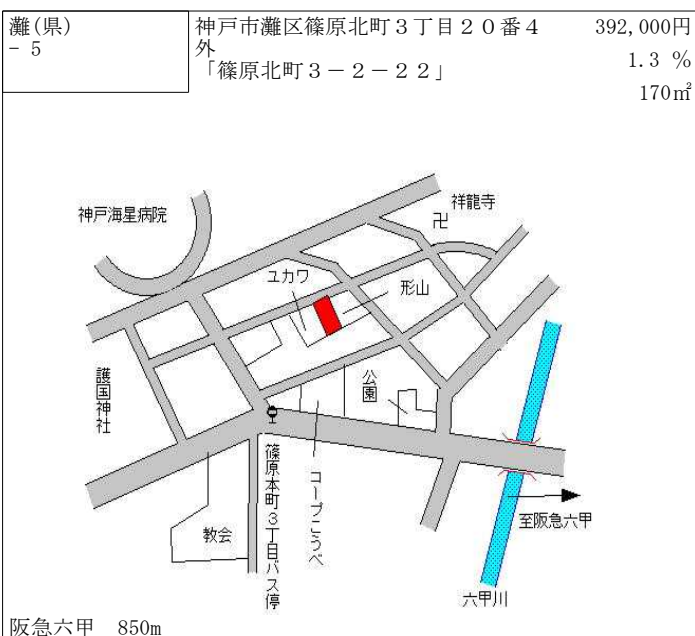 灘(県)
- 5
神戸市灘区篠原北町３丁目２０番４
外
「篠原北町３－２－２２」
392,000円
1.3 %
170㎡
神戸海星病院
祥龍寺
卍
ユカワ
形山
護国神社
公園
篠原本町３丁目バス停
コープこうべ
教会
至阪急六甲
六甲川
阪急六甲 850m